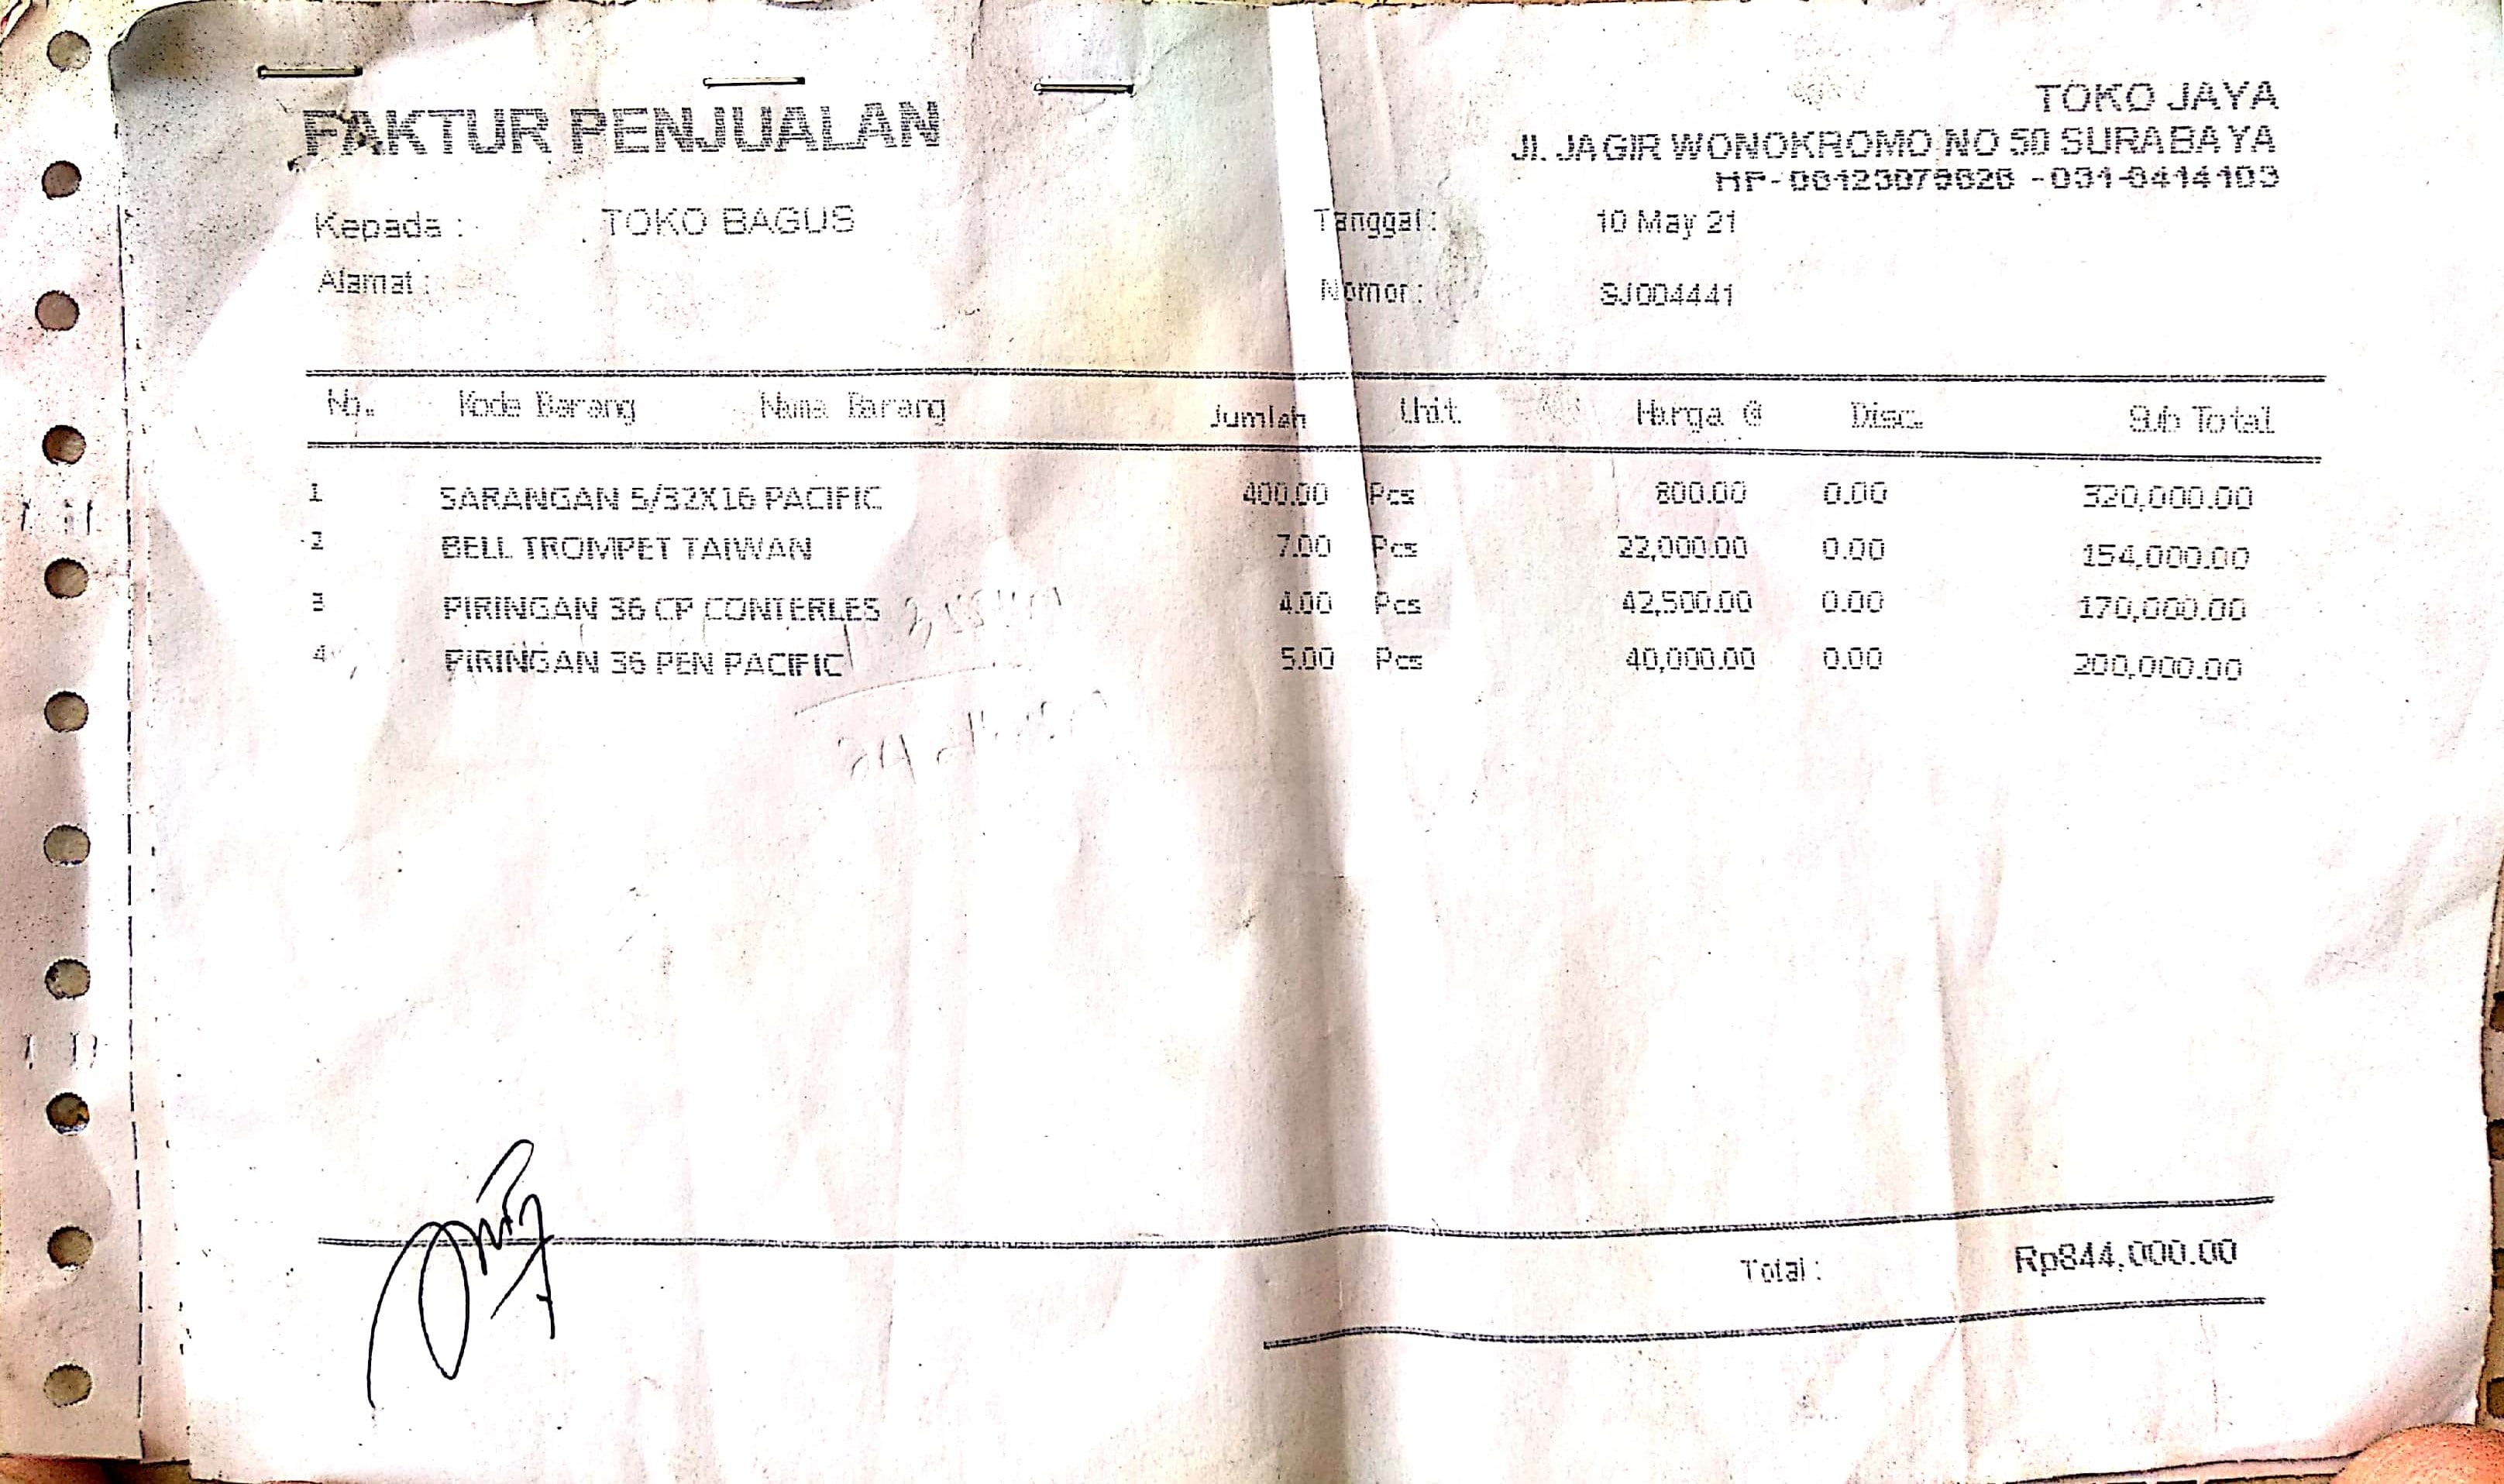 FAKTUR PENJUALAN
TOKO JAYA
Jl. JAGIR WONOKROMO NO 50 SURABAYA
Kepada : TOKO BAGUS
Tanggal : 10 May 21
Alamat :
Nomor : SJ004441
No. Kode Barang Nama Barang Jumlah Unit Harga @ Disc. Sub Total
1 SARANGAN 5/32X16 PACIFIC 400.00 Pcs 800.00 0.00 320,000.00
2 BELL TROMPET TAIWAN 7.00 Pcs 22,000.00 0.00 154,000.00
3 PIRINGAN 36 CP CONTERLES 4.00 Pcs 42,500.00 0.00 170,000.00
4 PIRINGAN 36 PEN PACIFIC 5.00 Pcs 40,000.00 0.00 200,000.00
Total : Rp844,000.00